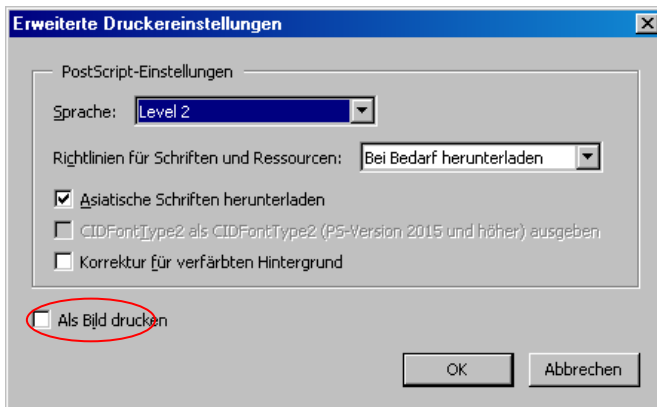 Erweiterte Druckereinstellungen
PostScript-Einstellungen
Sprache: Level 2
Richtlinien für Schriften und Ressourcen: Bei Bedarf herunterladen
Asiatische Schriften herunterladen
CIDFontType2 als CIDFontType2 (PS-Version 2015 und höher) ausgeben
Korrektur für verfärbten Hintergrund
Als Bild drucken
OK Abbrechen